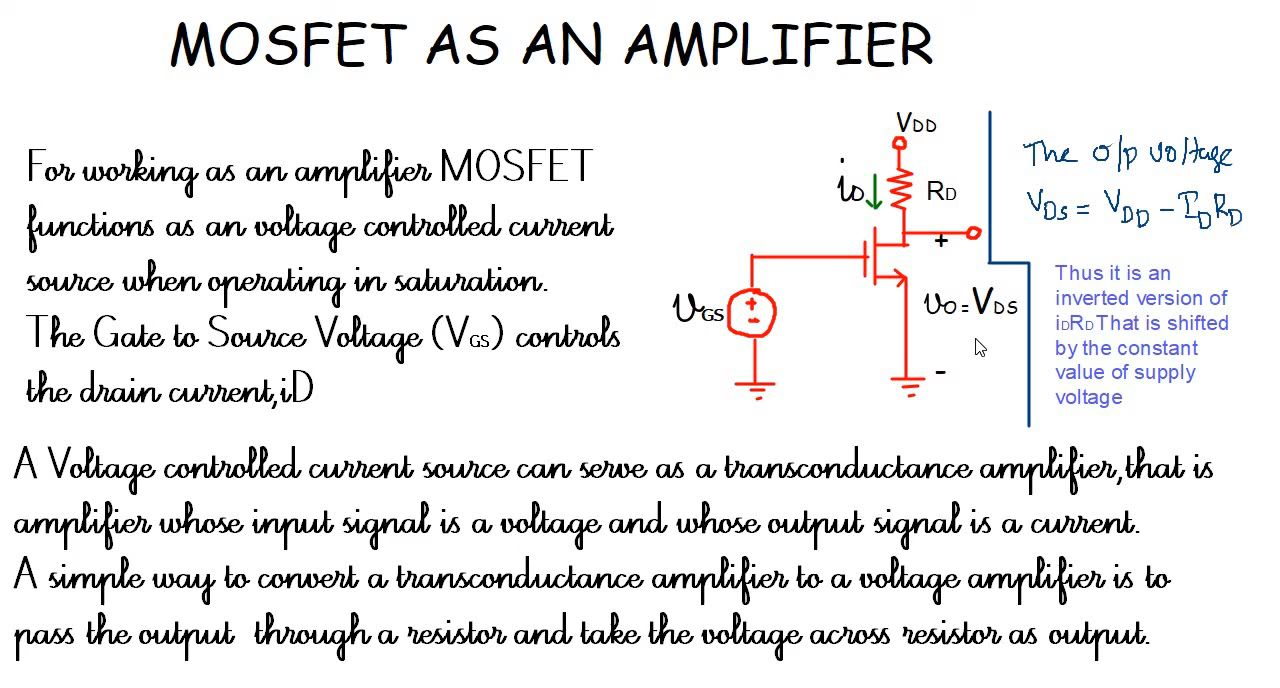 MOSFET AS AN AMPLIFIER
For working as an amplifier MOSFET
functions as an voltage controlled current
source when operating in saturation.
The Gate to Source Voltage (VGS) controls
the drain current,iD
VDD
iD
RD
+
VGS
+
-
vo=VDS
-
The o/p voltage
VDS = VDD - IDRD
Thus it is an
inverted version of
iDRDThat is shifted
by the constant
value of supply
voltage
A Voltage controlled current source can serve as a transconductance amplifier,that is
amplifier whose input signal is a voltage and whose output signal is a current.
A simple way to convert a transconductance amplifier to a voltage amplifier is to
pass the output through a resistor and take the voltage across resistor as output.